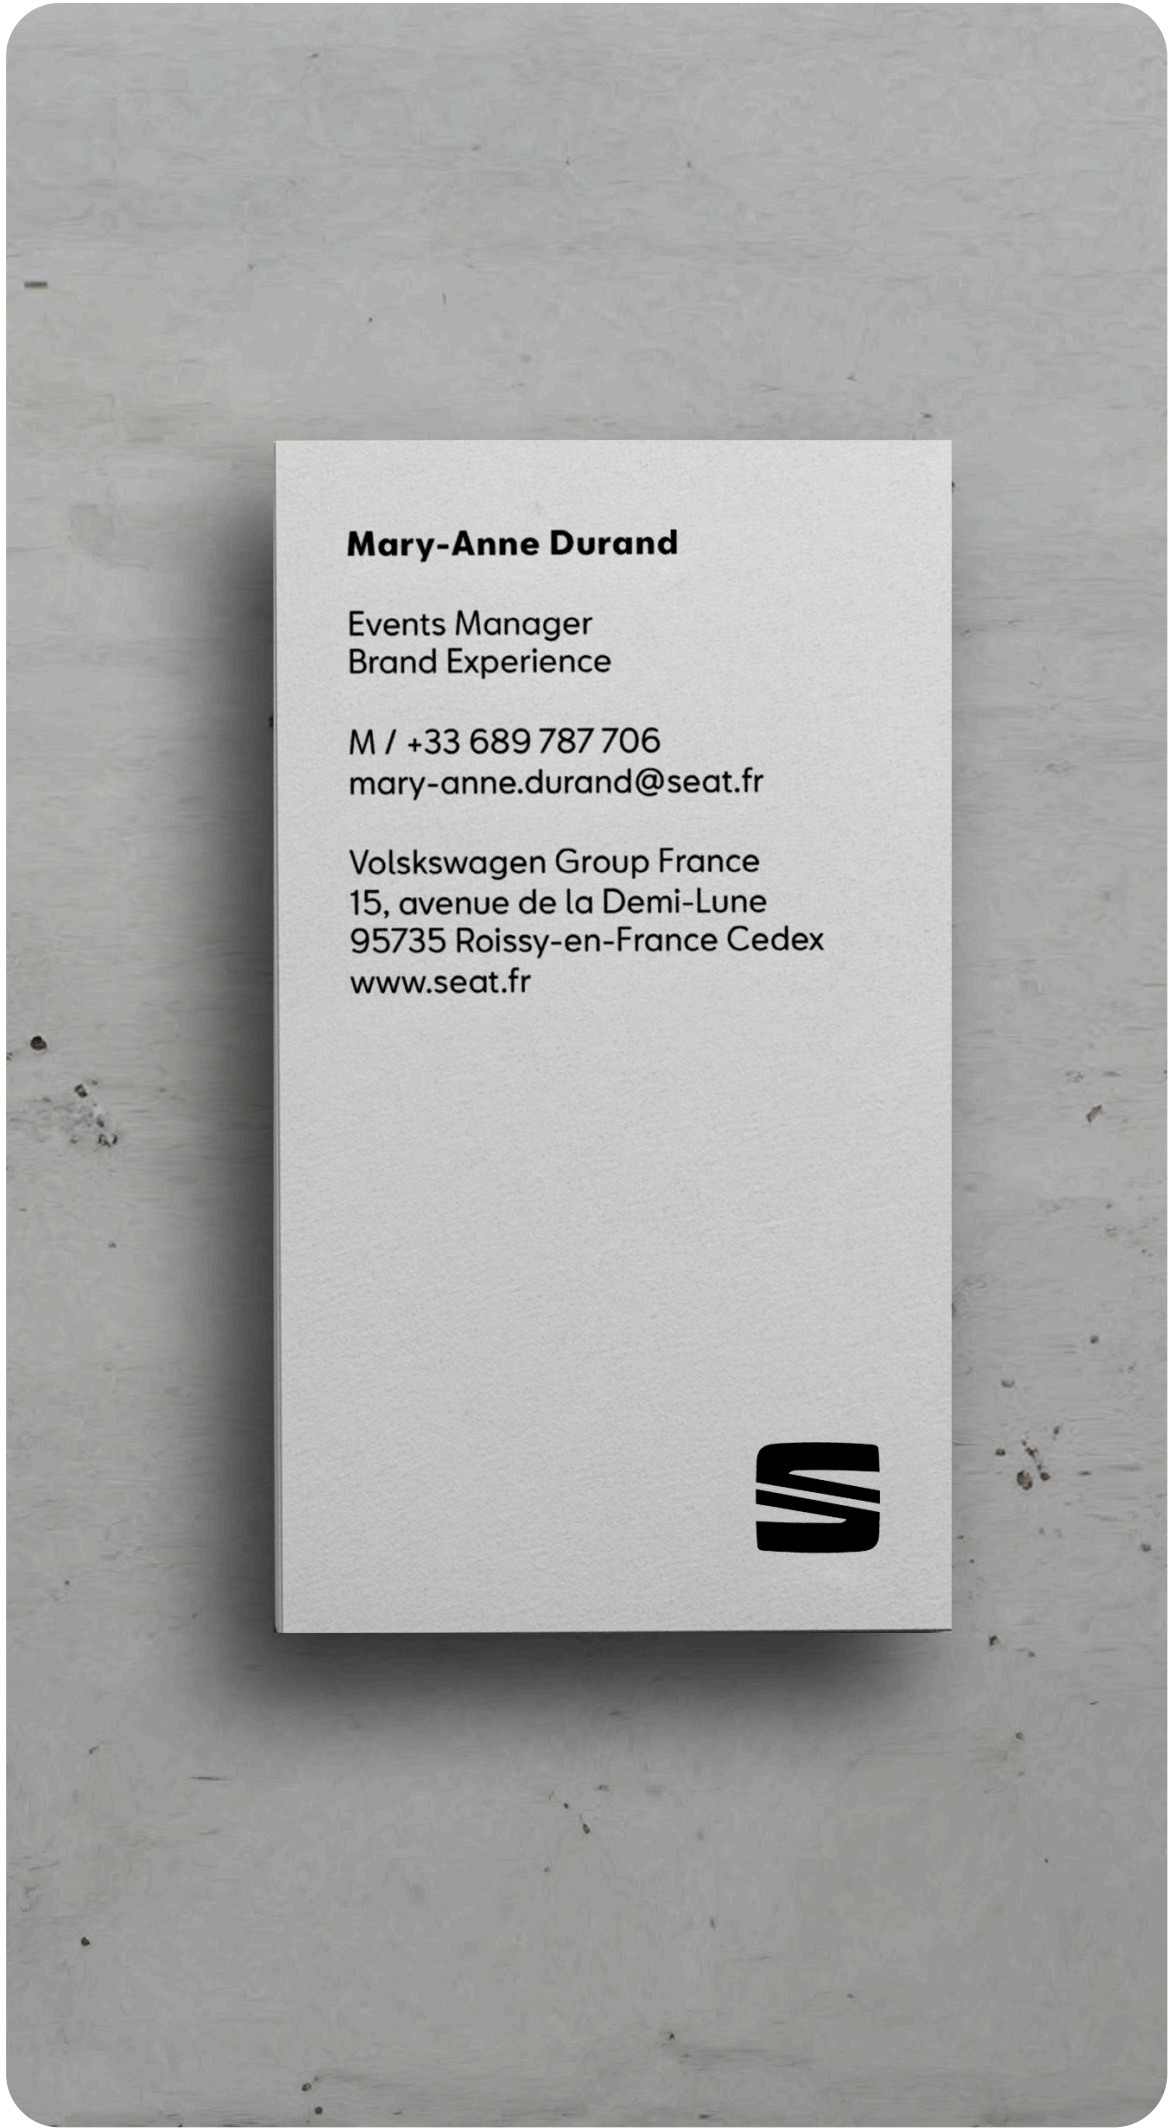 Mary-Anne Durand
Events Manager
Brand Experience
M / +33 689 787 706
mary-anne.durand@seat.fr
Volskswagen Group France
15, avenue de la Demi-Lune
95735 Roissy-en-France Cedex
www.seat.fr